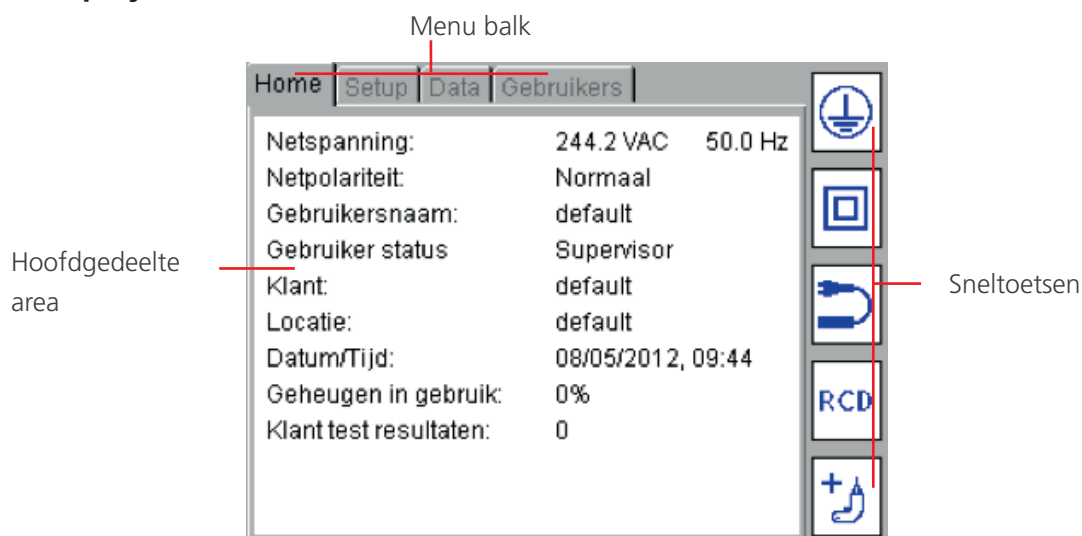 Menu balk
Home Setup Data Gebruikers
Netspanning: 244.2 VAC 50.0 Hz
Netpolariteit: Normaal
Gebruikersnaam: default
Gebruiker status Supervisor
Klant: default
Locatie: default
Datum/Tijd: 08/05/2012, 09:44
Geheugen in gebruik: 0%
Klant test resultaten: 0
Hoofdgedeelte
area
RCD
Sneltoetsen